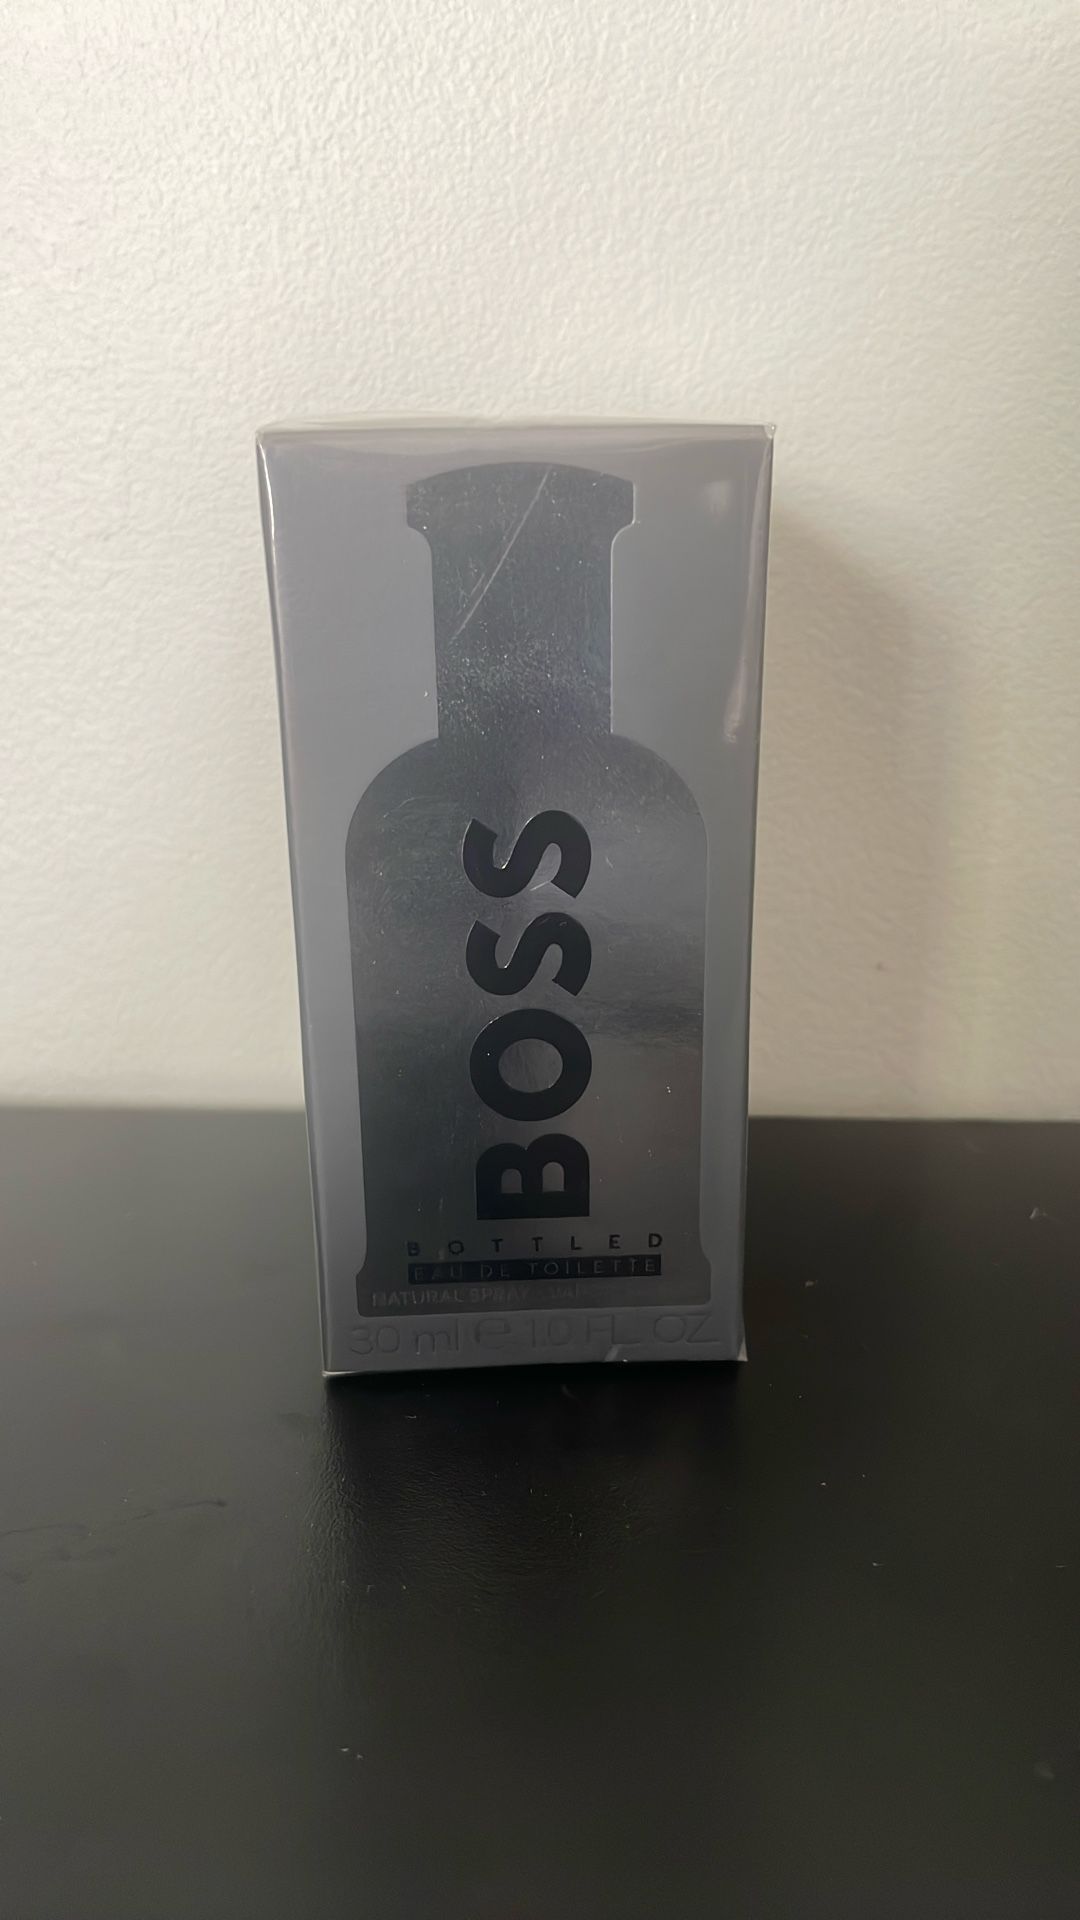 BOSS
BOTTLED
EAU DE TOILETTE
NATURAL SPRAY
30 ml e 1.0 FL. OZ